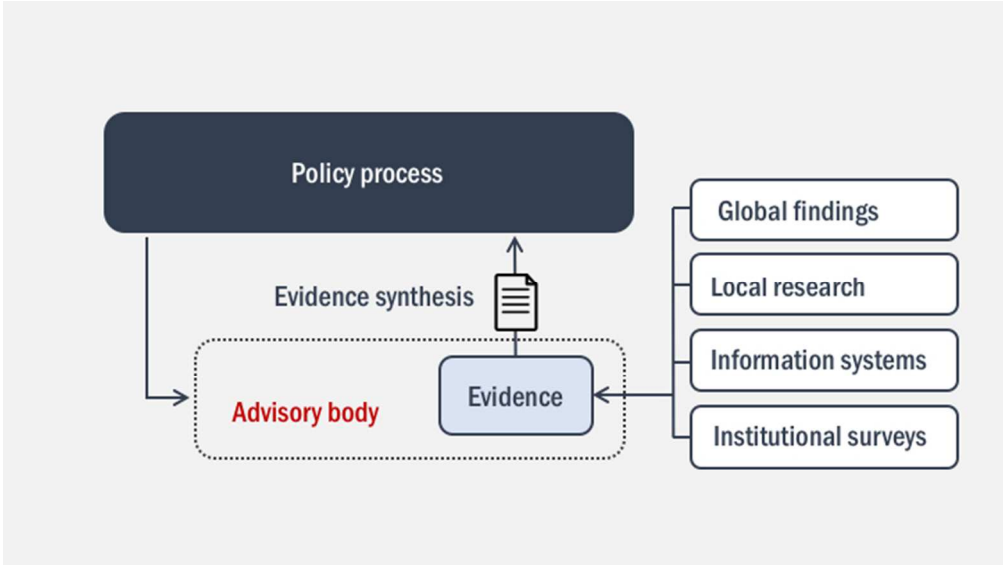 Policy process
Global findings
Evidence synthesis
Local research
Information systems
Advisory body
Evidence
Institutional surveys